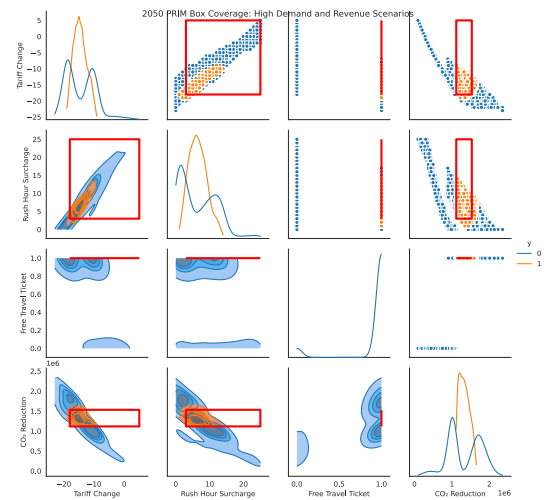 2050 PRIM Box Coverage: High Demand and Revenue Scenarios
Tariff Change
5
0
−5
−10
−15
−20
−25
Rush Hour Surcharge
25
20
15
10
5
0
Free Travel Ticket
1.0
0.8
0.6
0.4
0.2
0.0
y
0
1
1e6
CO₂ Reduction
2.5
2.0
1.5
1.0
0.5
0.0
−20 −10 0
Tariff Change
0 10 20
Rush Hour Surcharge
0.0 0.5 1.0
Free Travel Ticket
0 1 2
1e6
CO₂ Reduction